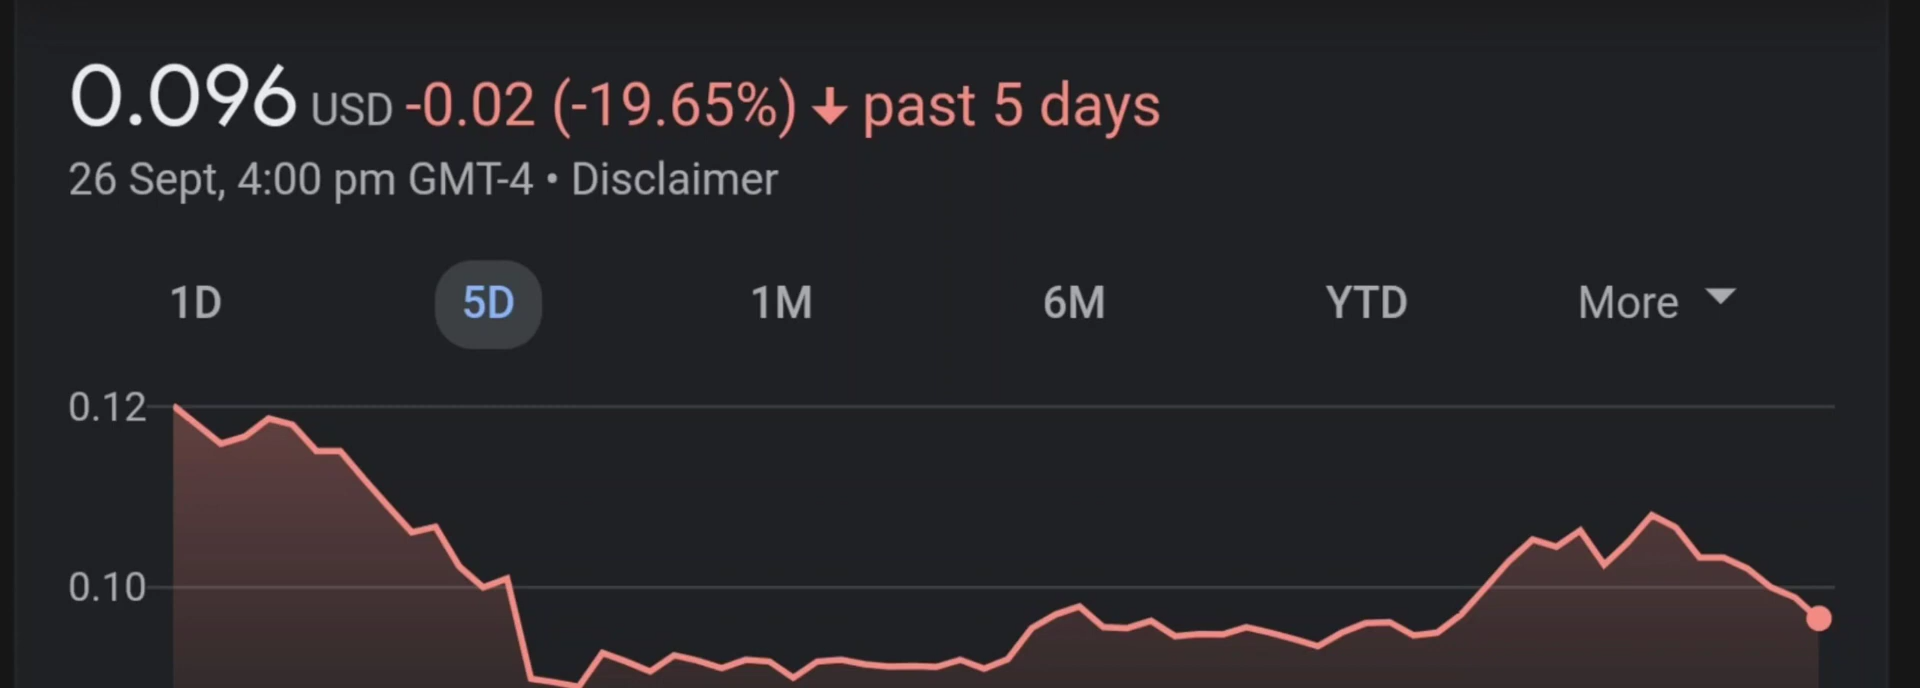 0.096 USD -0.02 (-19.65%) ↓ past 5 days
26 Sept, 4:00 pm GMT-4 • Disclaimer
1D 5D 1M 6M YTD More
0.12
0.10